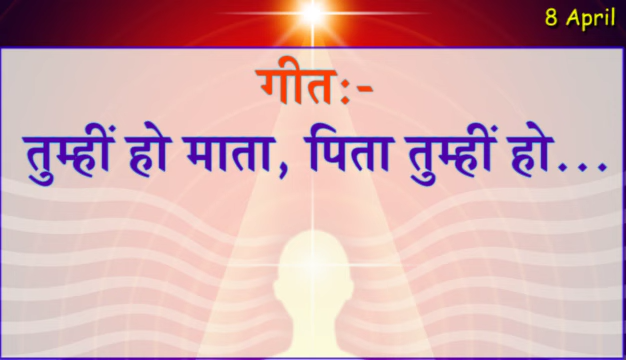 8 April
गीतः-
तुम्हीं हो माता, पिता तुम्हीं हो...